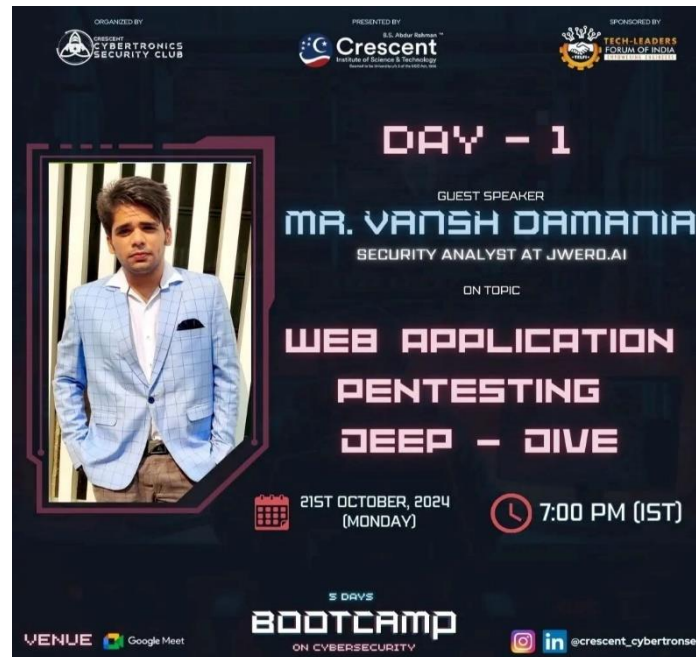 ORGANIZED BY
CRESCENT
CYBERTRONICS
SECURITY CLUB
PRESENTED BY
B.S. Abdur Rahman
Crescent
Institute of Science & Technology
SPONSORED BY
TECH-LEADERS
FORUM OF INDIA
DAY - 1
GUEST SPEAKER
MR. VANSH DAMANIA
SECURITY ANALYST AT JWERO.AI
ON TOPIC
WEB APPLICATION
PENTESTING
DEEP - DIVE
21ST OCTOBER, 2024
(MONDAY)
7:00 PM (IST)
5 DAYS
BOOTCAMP
ON CYBERSECURITY
VENUE
Google Meet
@crescent_cybertronse